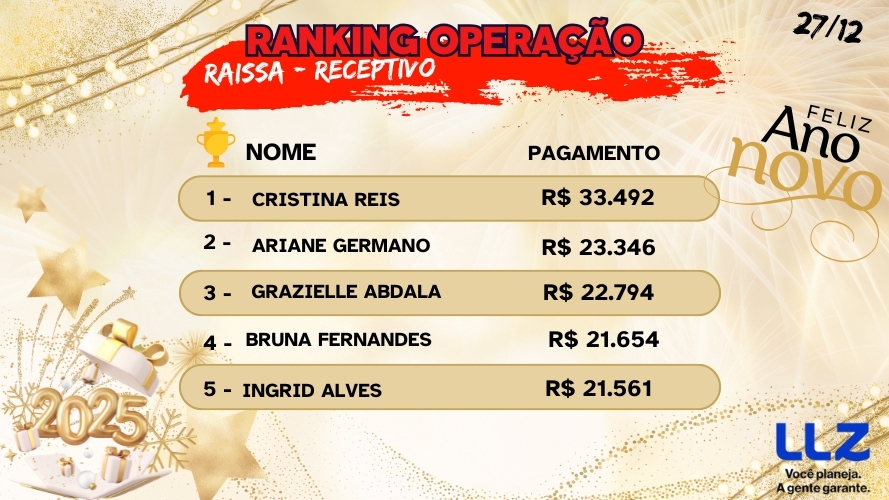 27/12
RANKING OPERAÇÃO
RAISSA - RECEPTIVO
FELIZ
Ano
novo
NOME PAGAMENTO
1 - CRISTINA REIS R$ 33.492
2 - ARIANE GERMANO R$ 23.346
3 - GRAZIELLE ABDALA R$ 22.794
4 - BRUNA FERNANDES R$ 21.654
5 - INGRID ALVES R$ 21.561
2025
LLZ
Você planeja.
A gente garante.